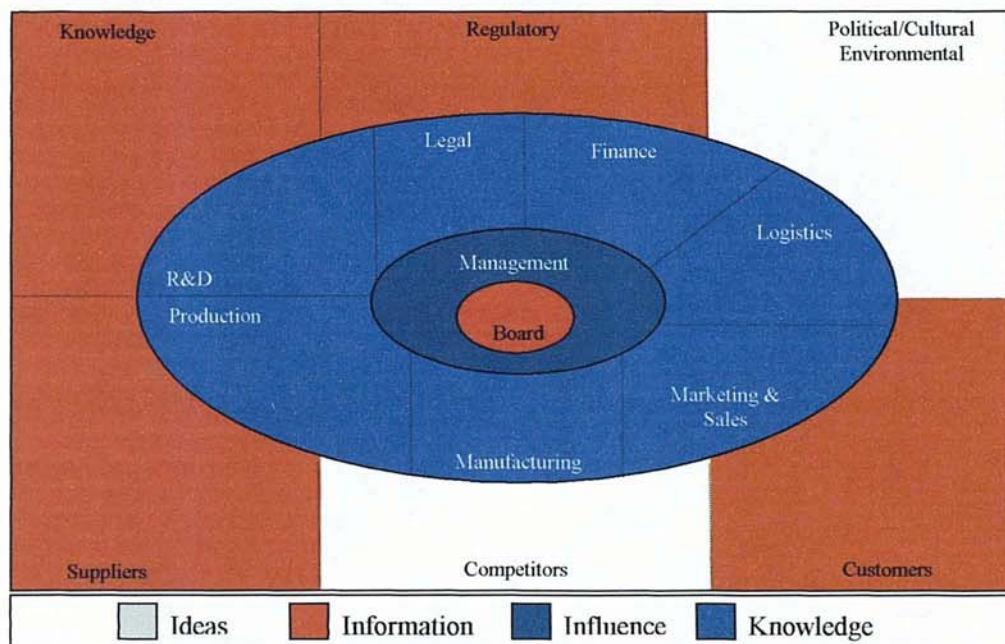 Knowledge
Regulatory
Political/Cultural
Environmental
Legal
Finance
Logistics
Management
R&D
Production
Board
Marketing &
Sales
Manufacturing
Suppliers
Competitors
Customers
Ideas
Information
Influence
Knowledge